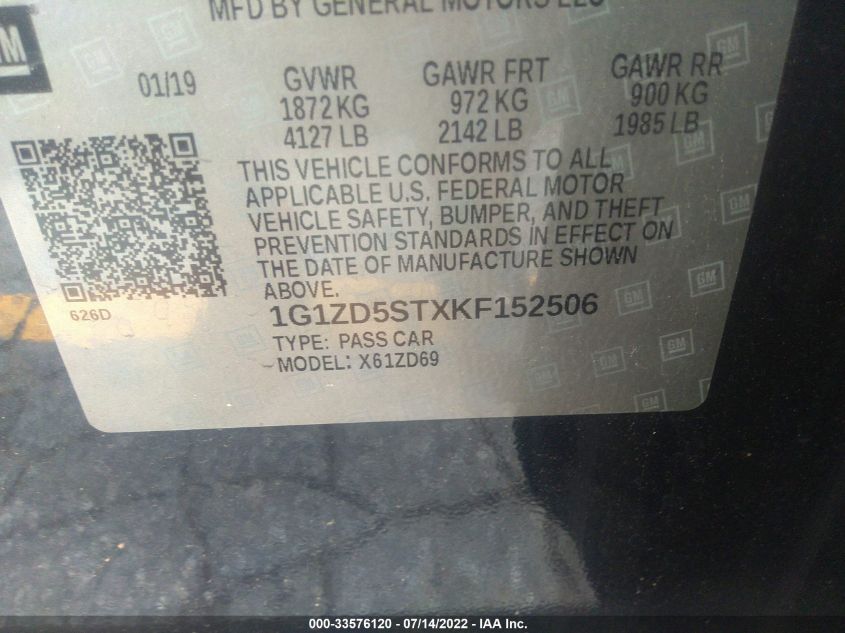 MFD BY GENERAL MOTORS LLC
GM
01/19
GVWR
1872 KG
4127 LB
GAWR FRT
972 KG
2142 LB
GAWR RR
900 KG
1985 LB
THIS VEHICLE CONFORMS TO ALL
APPLICABLE U.S. FEDERAL MOTOR
VEHICLE SAFETY, BUMPER, AND THEFT
PREVENTION STANDARDS IN EFFECT ON
THE DATE OF MANUFACTURE SHOWN
ABOVE.
626D
1G1ZD5STXKF152506
TYPE: PASS CAR
MODEL: X61ZD69
000-33576120 - 07/14/2022 - IAA Inc.